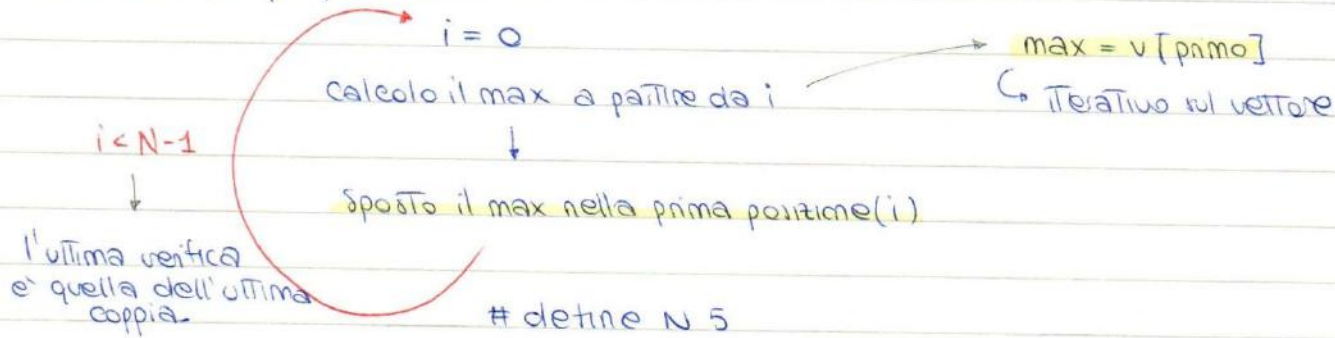 i = 0
max = v[primo]
calcolo il max a partire da i
iterativo sul vettore
i < N-1
sposto il max nella prima posizione (i)
l'ultima verifica
e' quella dell'ultima
coppia.
# define N 5